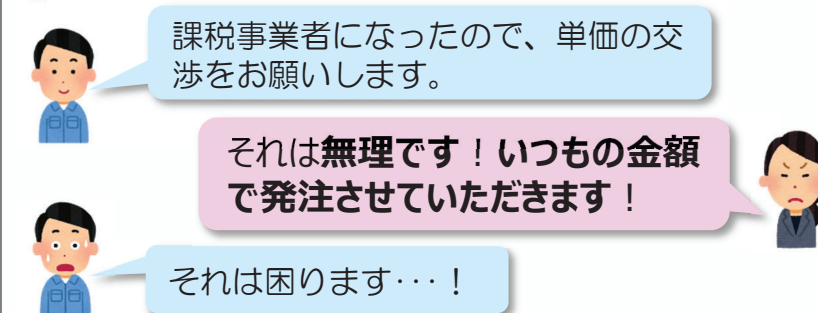 課税事業者になったので、単価の交
渉をお願いします。
それは無理です！いつもの金額
で発注させていただきます！
それは困ります･･･！